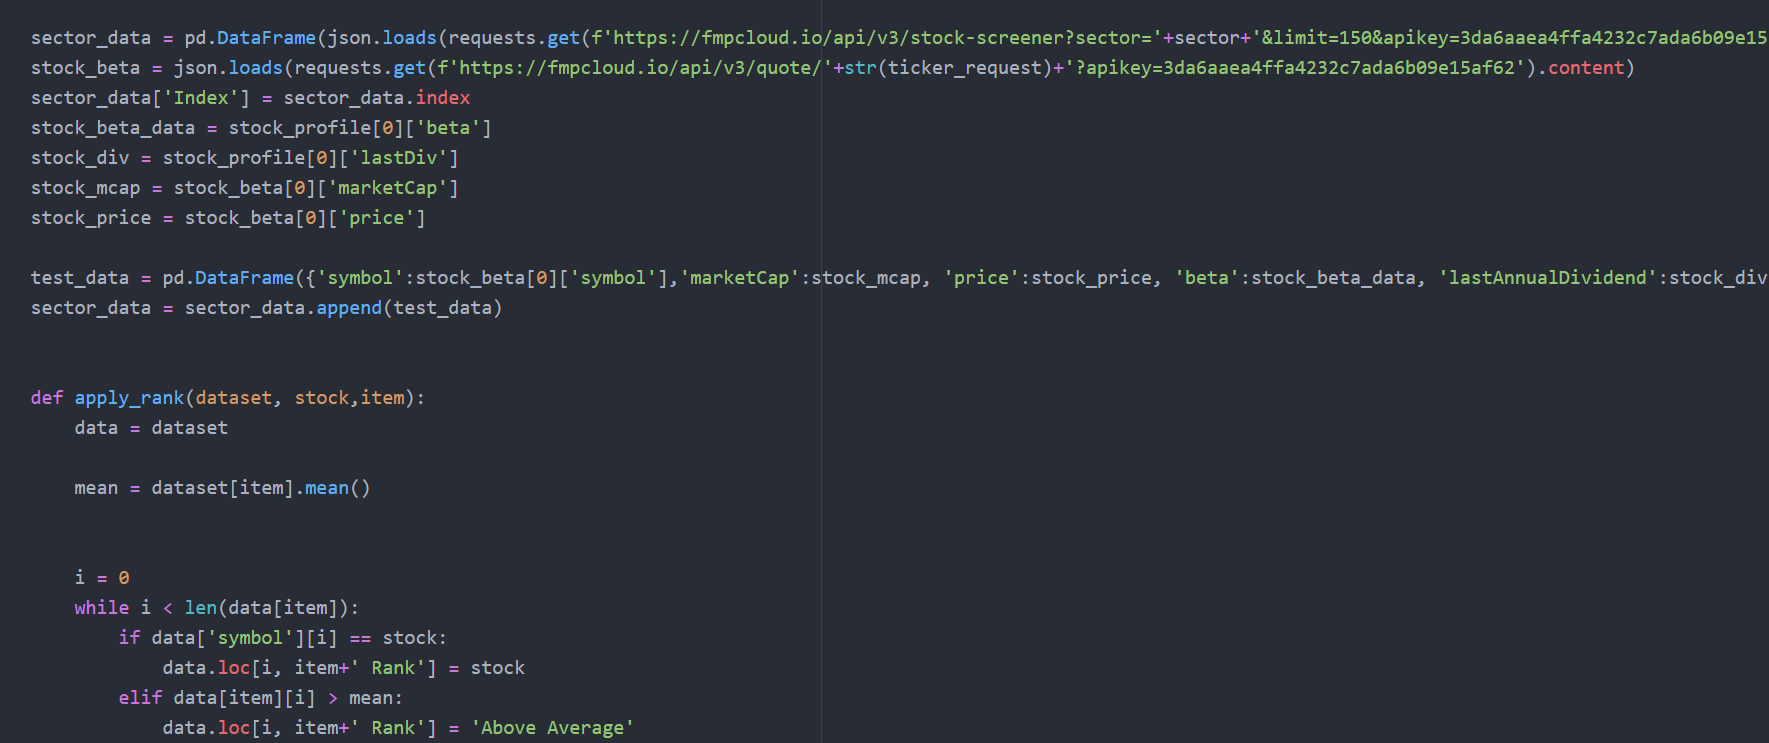 sector_data = pd.DataFrame(json.loads(requests.get(f'https://fmpcloud.io/api/v3/stock-screener?sector='+sector+'&limit=150&apikey=3da6aaea4ffa4232c7ada6b09e15
stock_beta = json.loads(requests.get(f'https://fmpcloud.io/api/v3/quote/'+str(ticker_request)+'?apikey=3da6aaea4ffa4232c7ada6b09e15af62').content)
sector_data['Index'] = sector_data.index
stock_beta_data = stock_profile[0]['beta']
stock_div = stock_profile[0]['lastDiv']
stock_mcap = stock_beta[0]['marketCap']
stock_price = stock_beta[0]['price']
test_data = pd.DataFrame({'symbol':stock_beta[0]['symbol'],'marketCap':stock_mcap, 'price':stock_price, 'beta':stock_beta_data, 'lastAnnualDividend':stock_div
sector_data = sector_data.append(test_data)
def apply_rank(dataset, stock,item):
    data = dataset
    mean = dataset[item].mean()
    i = 0
    while i < len(data[item]):
        if data['symbol'][i] == stock:
            data.loc[i, item+' Rank'] = stock
        elif data[item][i] > mean:
            data.loc[i, item+' Rank'] = 'Above Average'